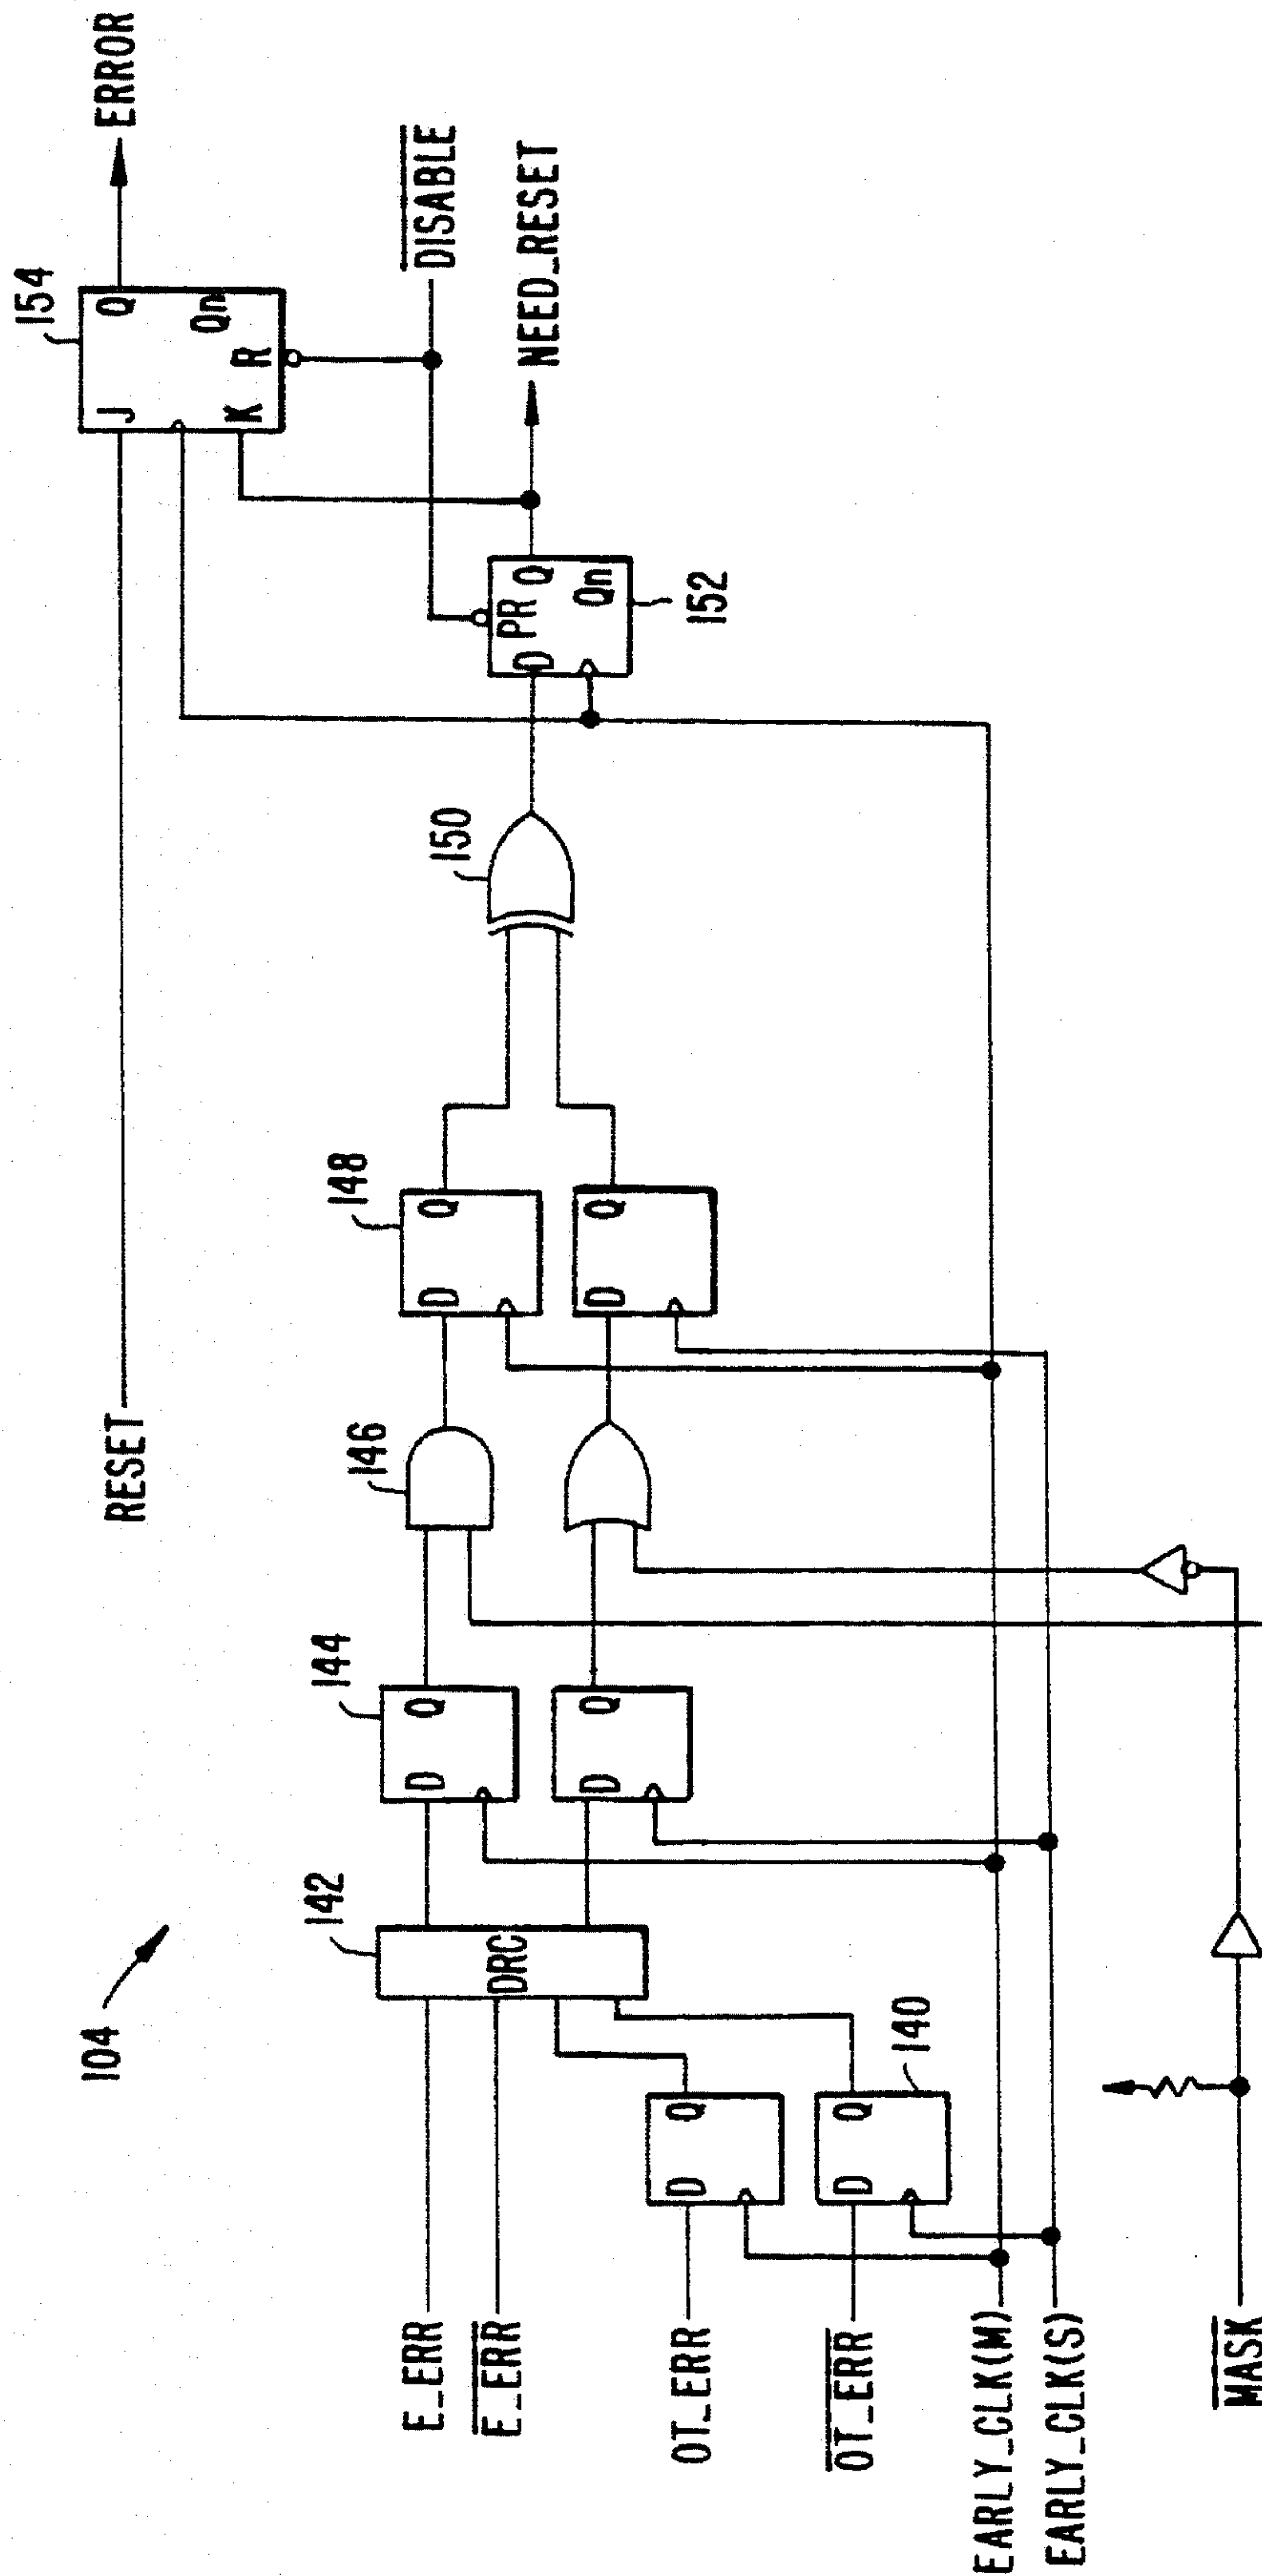 104
E_ERR
E_ERR
OT_ERR
OT_ERR
EARLY_CLK(M)
EARLY_CLK(S)
MASK
142
DRC
140
D Q
D Q
144
D Q
D Q
146
148
D Q
D Q
150
152
D PR Q
Qn
RESET
154
J Q
Qn
K R
ERROR
DISABLE
NEED_RESET